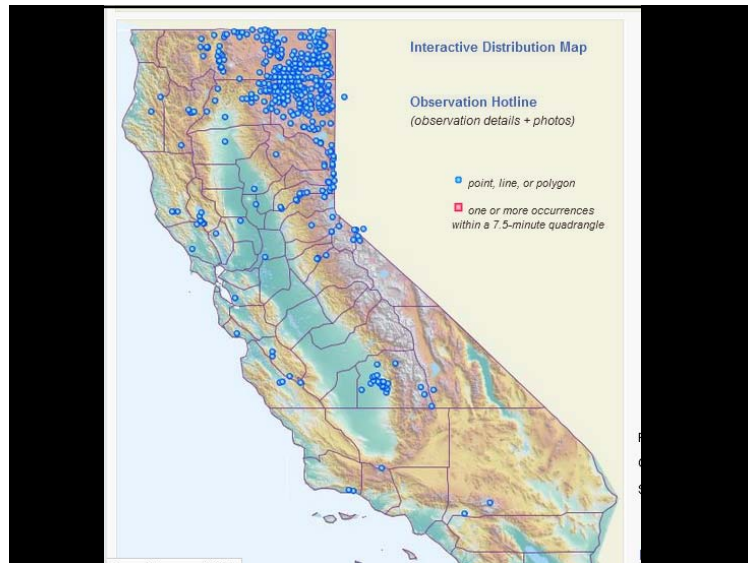 Interactive Distribution Map
Observation Hotline
(observation details + photos)
point, line, or polygon
one or more occurrences
within a 7.5-minute quadrangle